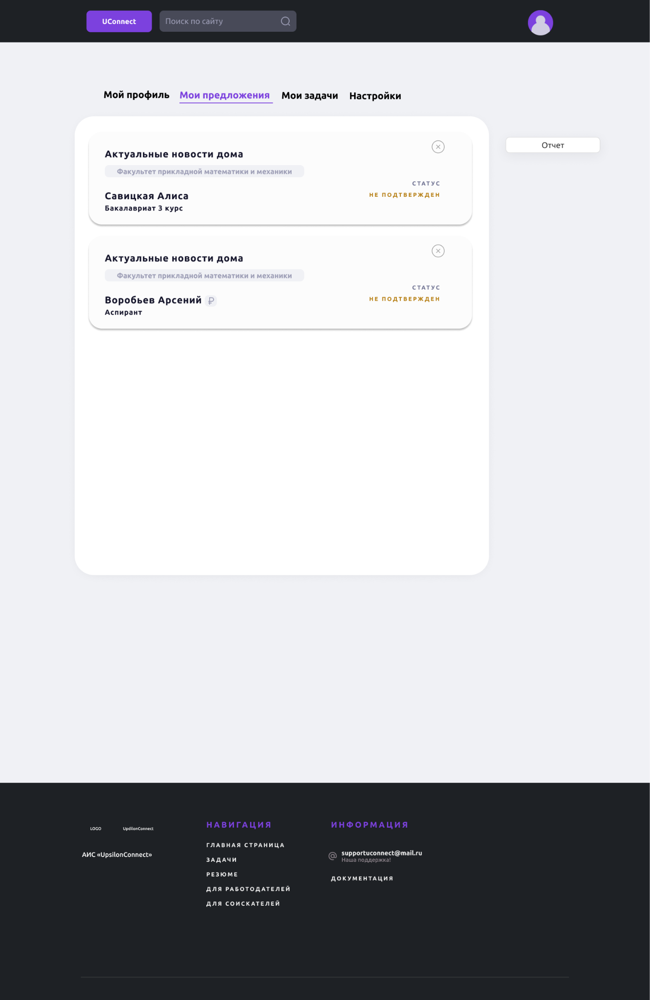 UConnect
Поиск по сайту
Мой профиль
Мои предложения
Мои задачи
Настройки
Отчет
Актуальные новости дома
Факультет прикладной математики и механики
СТАТУС
НЕ ПОДТВЕРЖДЕН
Савицкая Алиса
Бакалавриат 3 курс
Актуальные новости дома
Факультет прикладной математики и механики
СТАТУС
НЕ ПОДТВЕРЖДЕН
Воробьев Арсений ₽
Аспирант
LOGO
UpdilonConnect
АИС «UpsilonConnect»
НАВИГАЦИЯ
ГЛАВНАЯ СТРАНИЦА
ЗАДАЧИ
РЕЗЮМЕ
ДЛЯ РАБОТОДАТЕЛЕЙ
ДЛЯ СОИСКАТЕЛЕЙ
ИНФОРМАЦИЯ
@ supportuconnect@mail.ru
Наша поддержка!
ДОКУМЕНТАЦИЯ